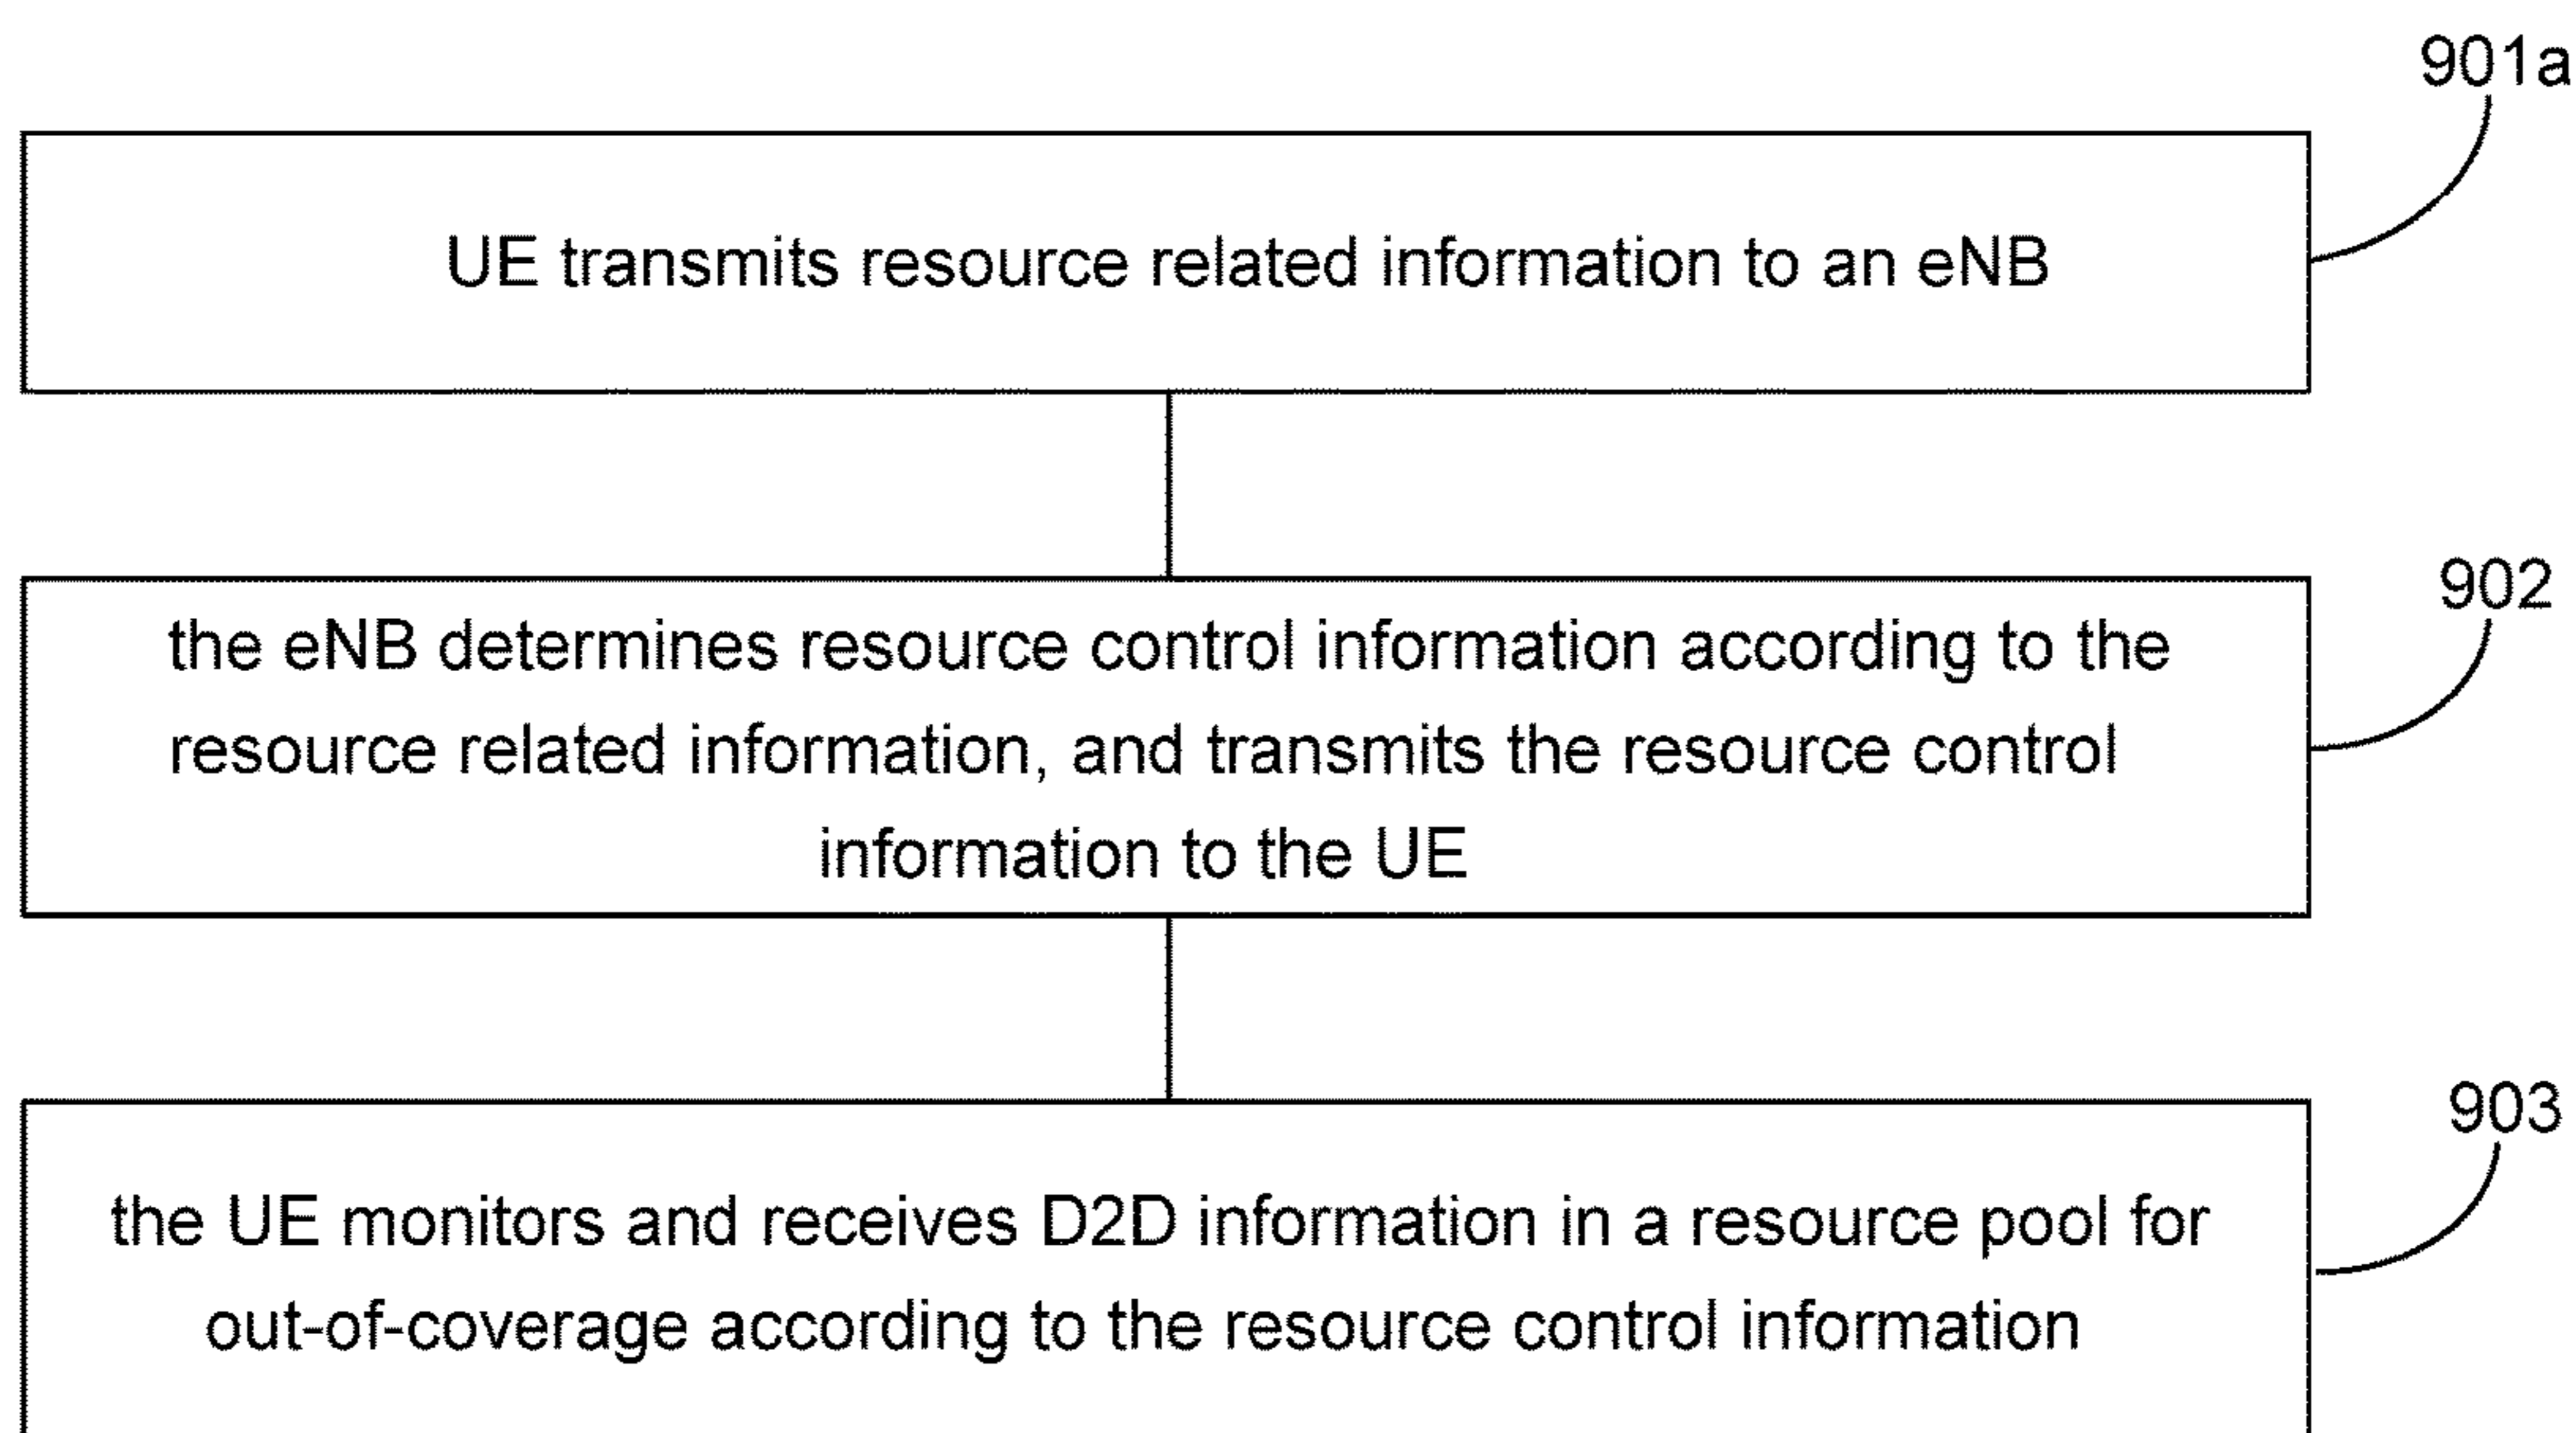 901a
UE transmits resource related information to an eNB
902
the eNB determines resource control information according to the
resource related information, and transmits the resource control
information to the UE
903
the UE monitors and receives D2D information in a resource pool for
out-of-coverage according to the resource control information